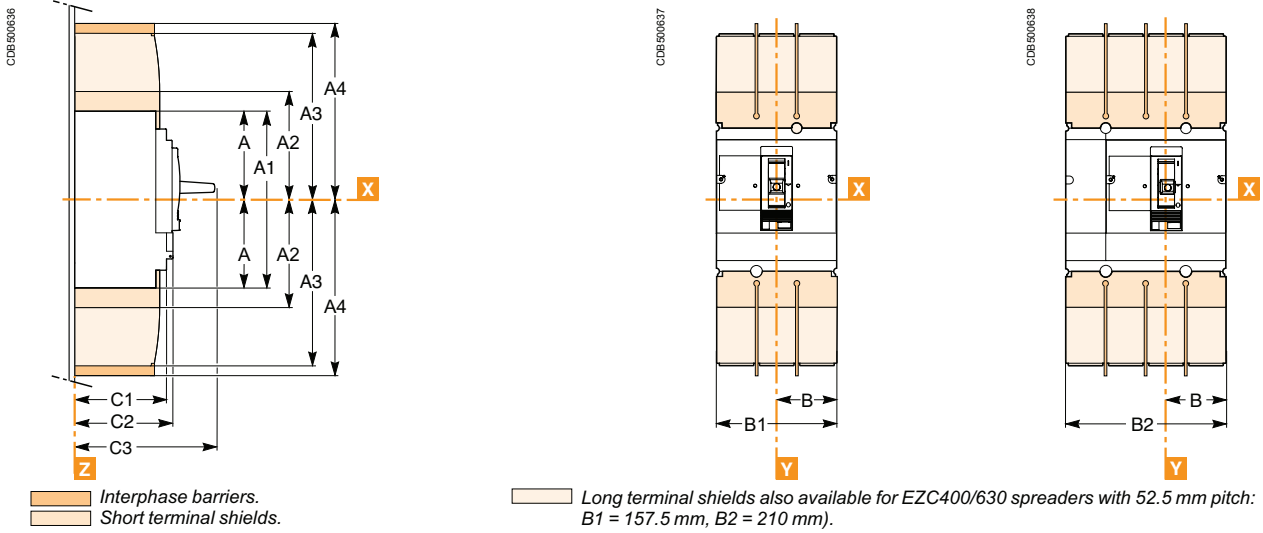 CDB500636
A4
A3
A
A2
A1
X
A
A2
A3
A4
C1
C2
C3
Z
Interphase barriers.
Short terminal shields.
CDB500637
X
B
B1
Y
CDB500638
X
B
B2
Y
Long terminal shields also available for EZC400/630 spreaders with 52.5 mm pitch:
B1 = 157.5 mm, B2 = 210 mm).